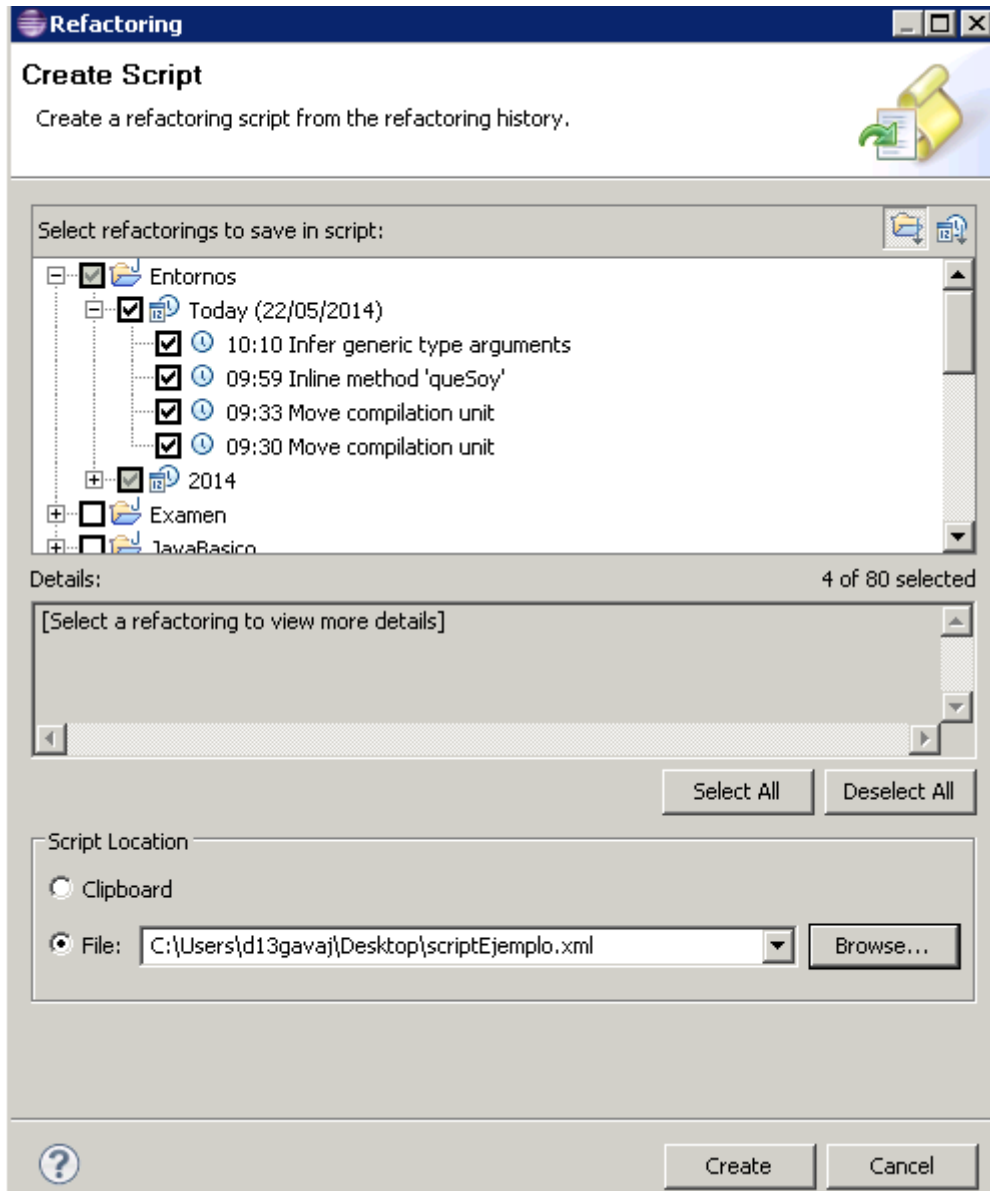 Refactoring
Create Script
Create a refactoring script from the refactoring history.
Select refactorings to save in script:
Entornos
Today (22/05/2014)
10:10 Infer generic type arguments
09:59 Inline method 'queSoy'
09:33 Move compilation unit
09:30 Move compilation unit
2014
Examen
JavaBasico
Details:
4 of 80 selected
[Select a refactoring to view more details]
Select All
Deselect All
Script Location
Clipboard
File:
C:\Users\d13gavaj\Desktop\scriptEjemplo.xml
Browse...
Create
Cancel